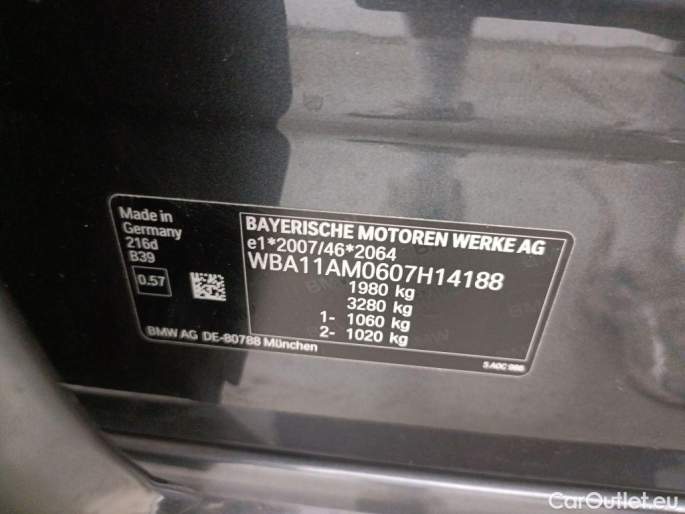 Made in
Germany
216d
B39
0.57
BMW AG DE-80788 München
BAYERISCHE MOTOREN WERKE AG
e1*2007/46*2064
WBA11AM0607H14188
1980 kg
3280 kg
1- 1060 kg
2- 1020 kg
CarOutlet.eu